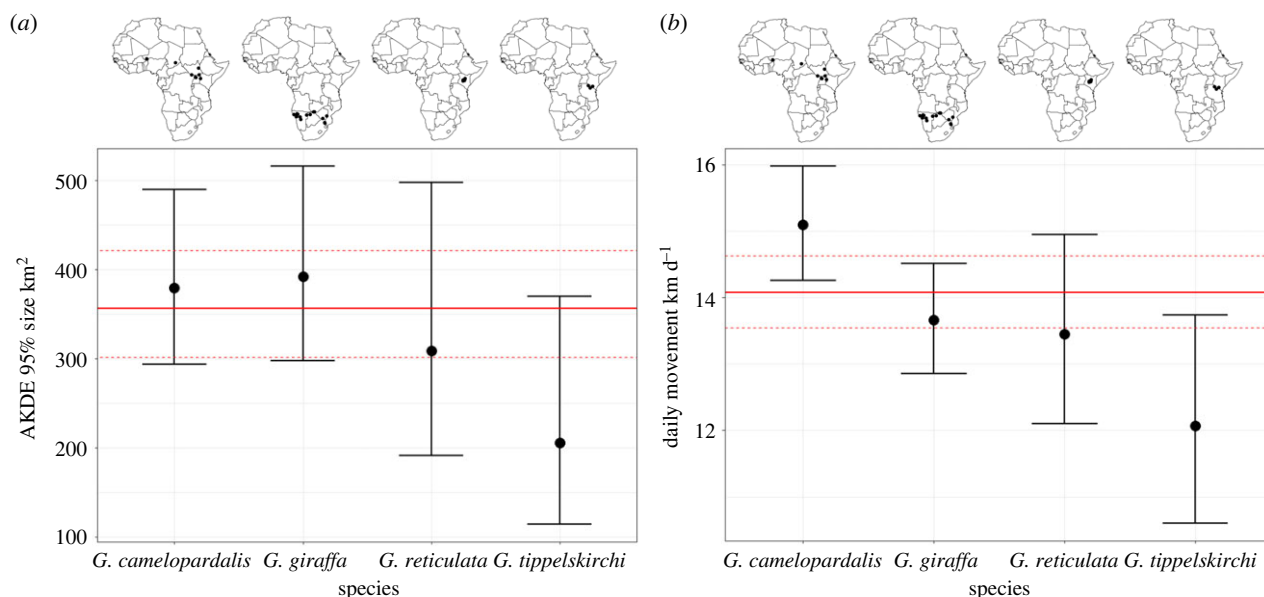 (a)
500
400
300
200
100
AKDE 95% size km²
G. camelopardalis G. giraffa G. reticulata G. tippelskirchi
species
(b)
16
14
12
daily movement km d⁻¹
G. camelopardalis G. giraffa G. reticulata G. tippelskirchi
species